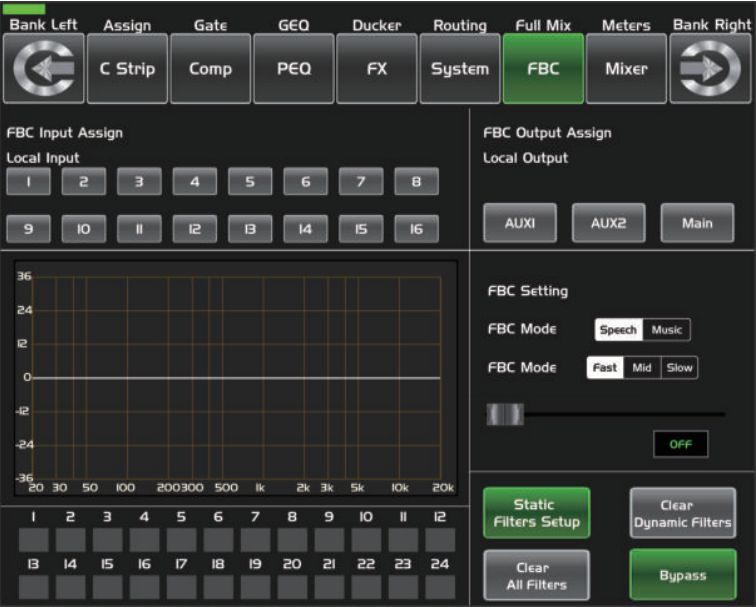 Bank Left Assign Gate GEQ Ducker Routing Full Mix Meters Bank Right
C Strip Comp PEQ FX System FBC Mixer
FBC Input Assign
Local Input
1 2 3 4 5 6 7 8
9 10 11 12 13 14 15 16
FBC Output Assign
Local Output
AUX1 AUX2 Main
36
24
12
0
-12
-24
-36
20 30 50 100 200 300 500 1k 2k 3k 5k 10k 20k
FBC Setting
FBC Mode Speech Music
FBC Mode Fast Mid Slow
OFF
1 2 3 4 5 6 7 8 9 10 11 12
13 14 15 16 17 18 19 20 21 22 23 24
Static
Filters Setup
Clear
Dynamic Filters
Clear
All Filters
Bypass